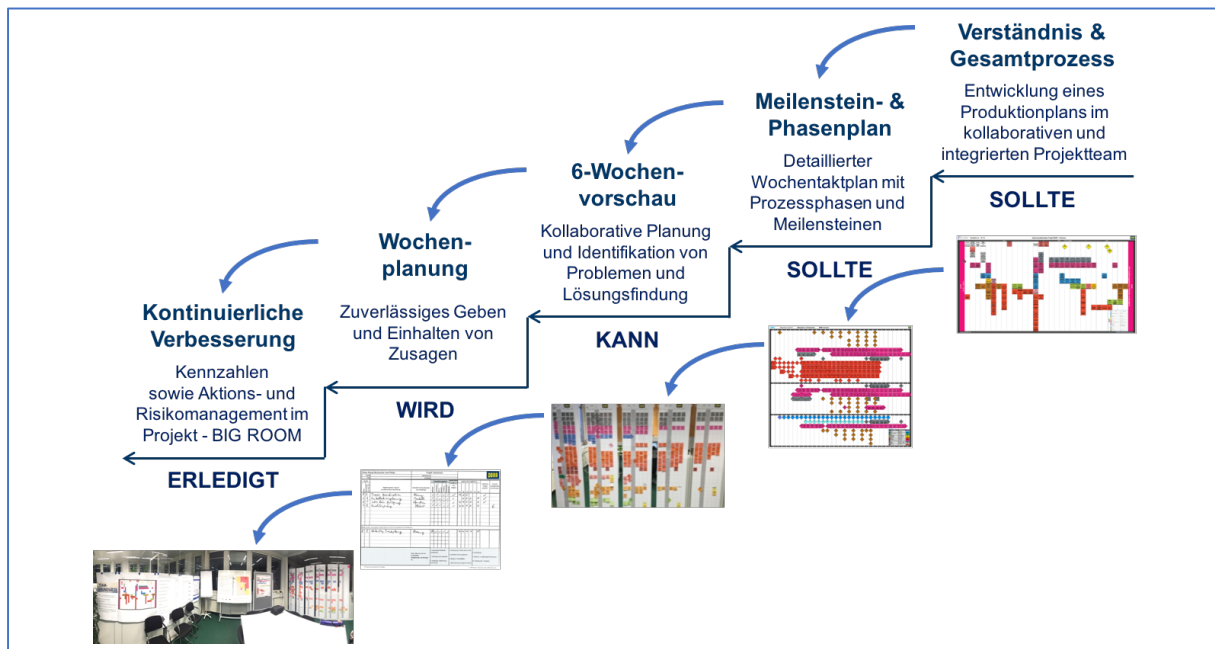 Verständnis &
Gesamtprozess
Entwicklung eines
Produktionplans im
kollaborativen und
integrierten Projektteam
SOLLTE
Meilenstein- &
Phasenplan
Detaillierter
Wochentaktplan mit
Prozessphasen und
Meilensteinen
SOLLTE
6-Wochen-
vorschau
Kollaborative Planung
und Identifikation von
Problemen und
Lösungsfindung
KANN
Wochen-
planung
Zuverlässiges Geben
und Einhalten von
Zusagen
WIRD
Kontinuierliche
Verbesserung
Kennzahlen
sowie Aktions- und
Risikomanagement im
Projekt - BIG ROOM
ERLEDIGT